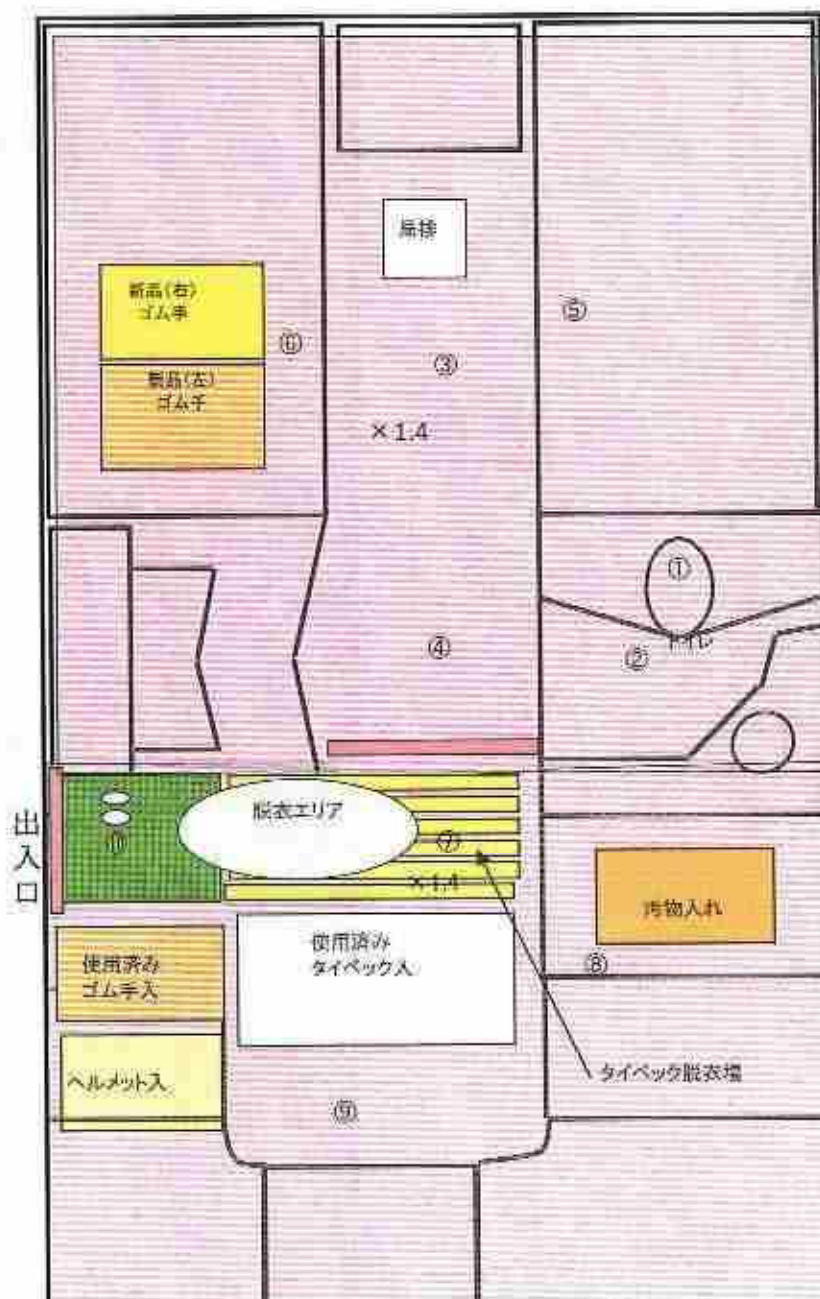 局排
新品(右)
ゴム手
⑤
⑥
③
新品(左)
ゴム手
×1.4
①
トイレ
④
②
脱衣エリア
⑦
出入口
×1.4
汚物入れ
使用済み
タイベック入
使用済み
ゴム手入
⑧
タイベック脱衣場
ヘルメット入
⑨